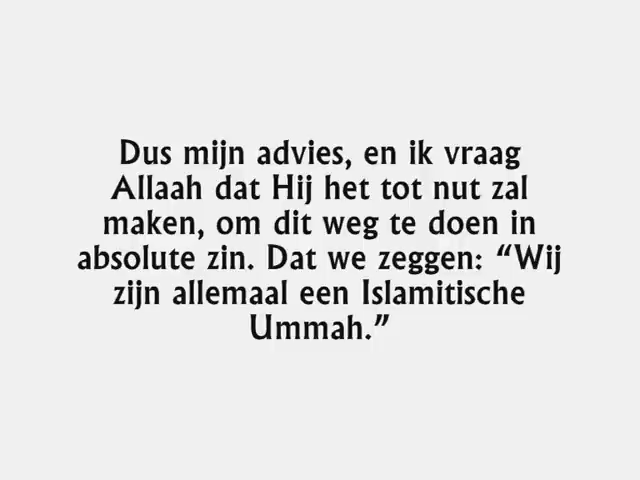 Dus mijn advies, en ik vraag
Allaah dat Hij het tot nut zal
maken, om dit weg te doen in
absolute zin. Dat we zeggen: “Wij
zijn allemaal een Islamitische
Ummah.”